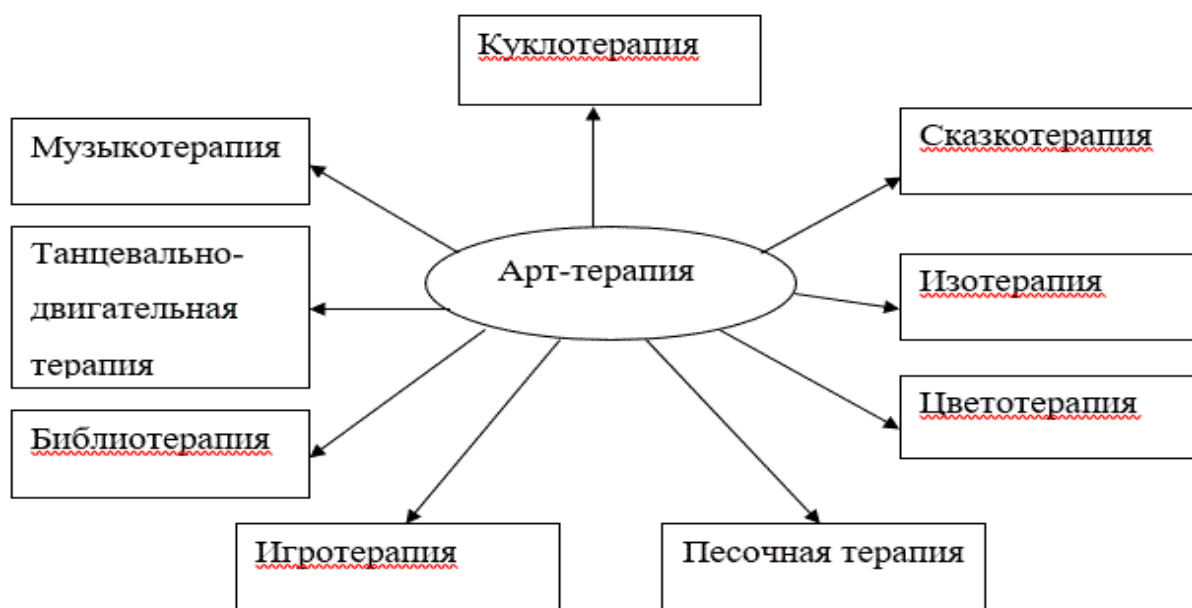 Куклотерапия
Музыкотерапия
Сказкотерапия
Танцевально-
двигательная
терапия
Арт-терапия
Изотерапия
Библиотерапия
Цветотерапия
Игротерапия
Песочная терапия